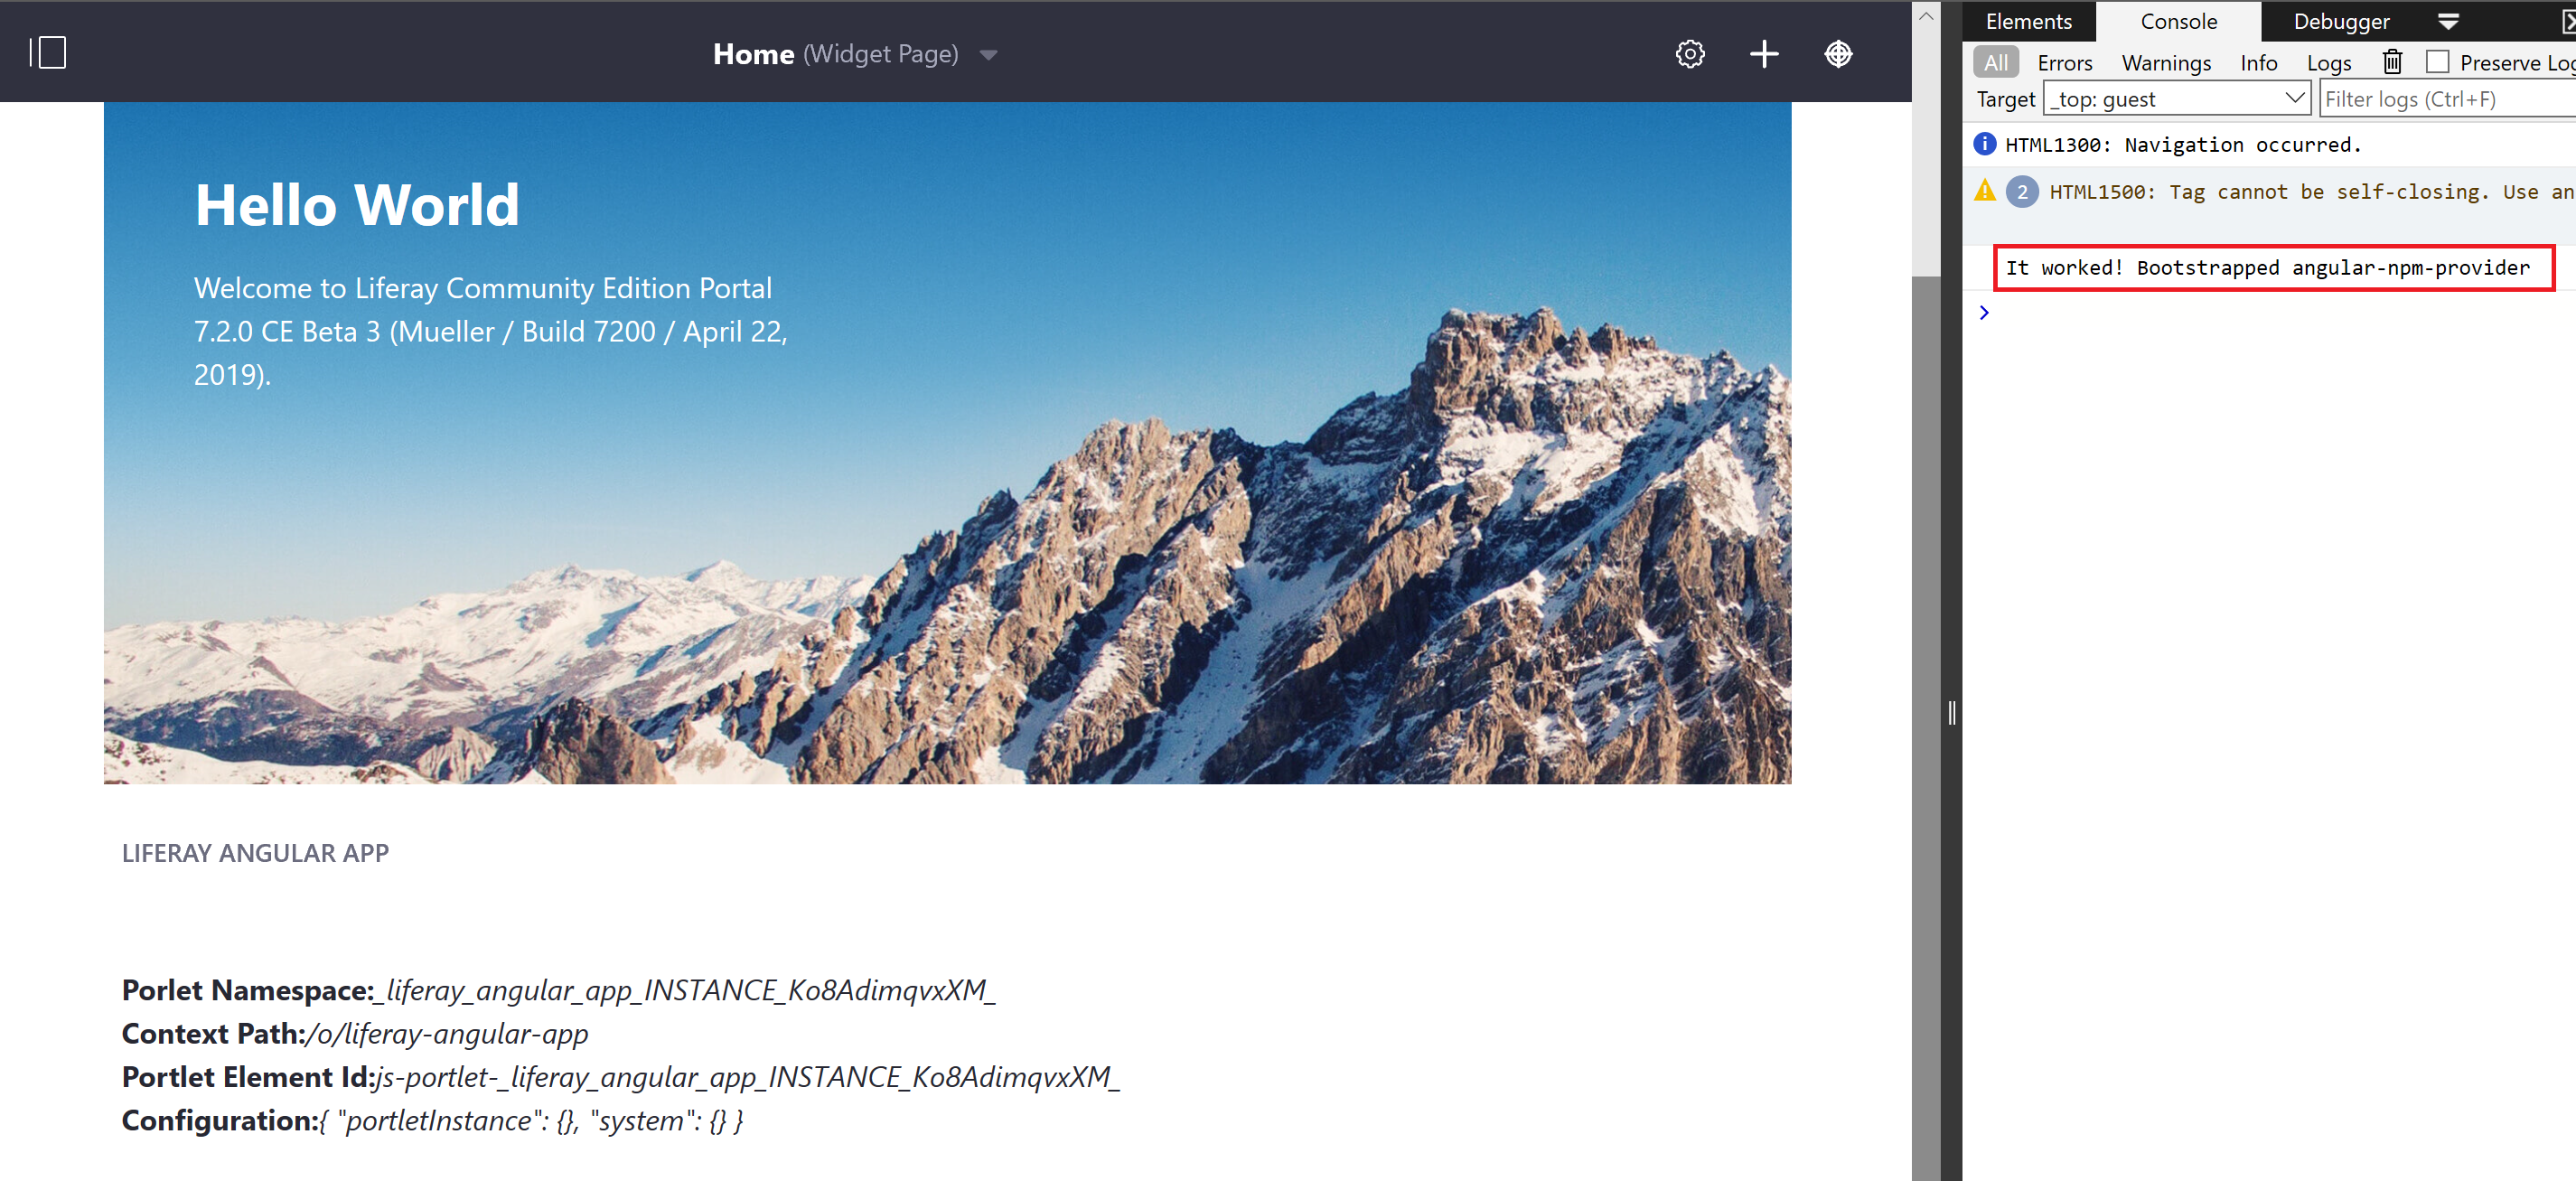 Home (Widget Page)
Hello World
Welcome to Liferay Community Edition Portal
7.2.0 CE Beta 3 (Mueller / Build 7200 / April 22,
2019).
LIFERAY ANGULAR APP
Porlet Namespace:_liferay_angular_app_INSTANCE_Ko8AdimqvxXM_
Context Path:/o/liferay-angular-app
Portlet Element Id:js-portlet-_liferay_angular_app_INSTANCE_Ko8AdimqvxXM_
Configuration:{ "portletInstance": {}, "system": {} }
Elements Console Debugger
All Errors Warnings Info Logs Preserve Log
Target _top: guest Filter logs (Ctrl+F)
HTML1300: Navigation occurred.
2 HTML1500: Tag cannot be self-closing. Use an
It worked! Bootstrapped angular-npm-provider
>